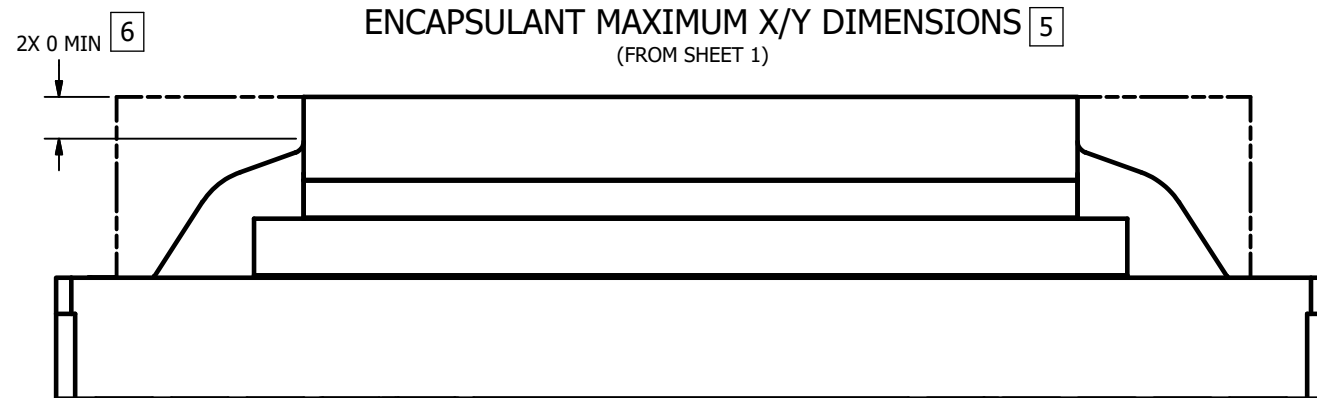 ENCAPSULANT MAXIMUM X/Y DIMENSIONS 5
(FROM SHEET 1)
2X 0 MIN 6